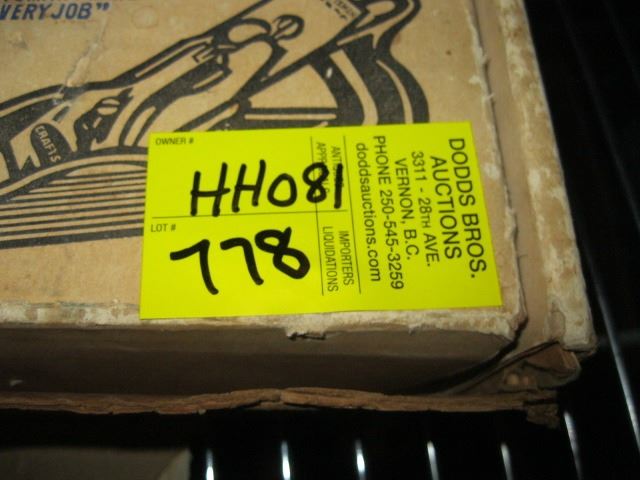 VERY JOB"
CRAFTS
OWNER #
HH081
LOT #
778
IMPORTERS
LIQUIDATIONS
DODDS BROS.
AUCTIONS
3311 - 28TH AVE.
VERNON, B.C.
PHONE 250-545-3259
doddsauctions.com